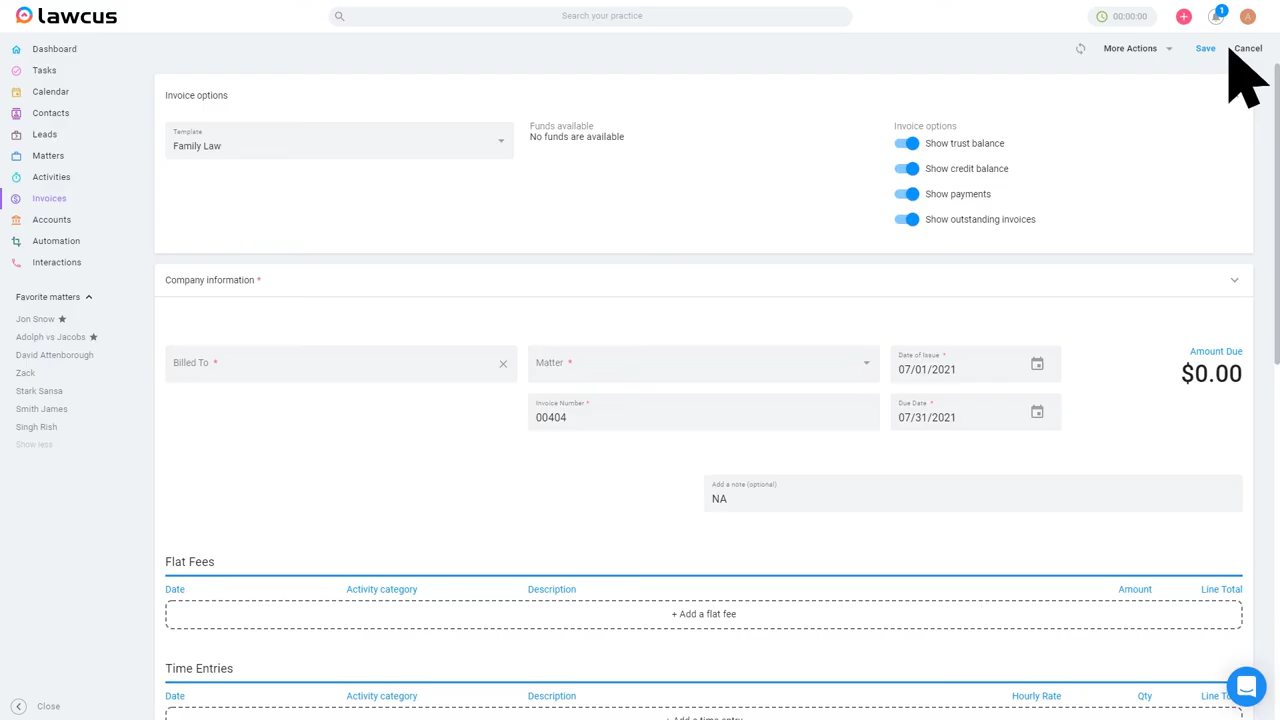 lawcus
Search your practice
00:00:00
1
A
Dashboard
Tasks
Calendar
Contacts
Leads
Matters
Activities
Invoices
Accounts
Automation
Interactions
Favorite matters
Jon Snow
Adolph vs Jacobs
David Attenborough
Zack
Stark Sansa
Smith James
Singh Rish
Show less
Close
More Actions
Save
Cancel
Invoice options
Template
Family Law
Funds available
No funds are available
Invoice options
Show trust balance
Show credit balance
Show payments
Show outstanding invoices
Company information *
Billed To *
Matter *
Date of Issue *
07/01/2021
Amount Due
$0.00
Invoice Number *
00404
Due Date *
07/31/2021
Add a note (optional)
NA
Flat Fees
Date Activity category Description Amount Line Total
+ Add a flat fee
Time Entries
Date Activity category Description Hourly Rate Qty Line
+ Add a time entry